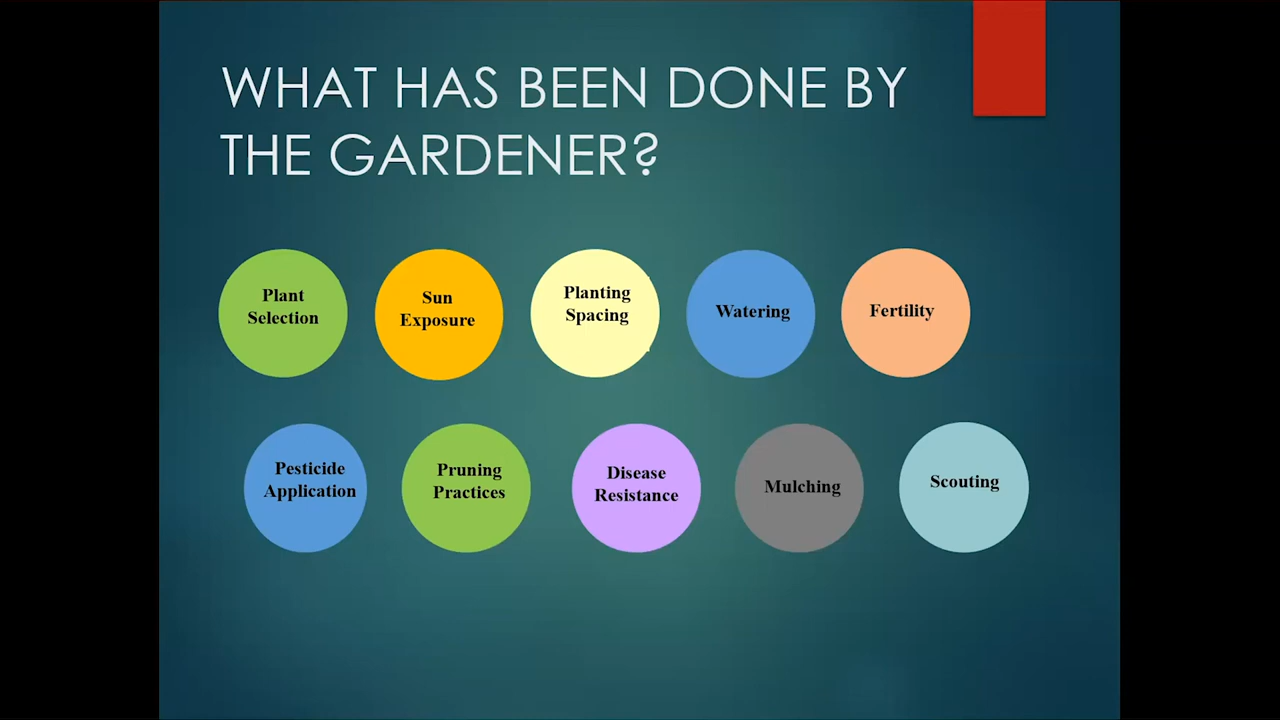 WHAT HAS BEEN DONE BY
THE GARDENER?
Plant
Selection
Sun
Exposure
Planting
Spacing
Watering
Fertility
Pesticide
Application
Pruning
Practices
Disease
Resistance
Mulching
Scouting